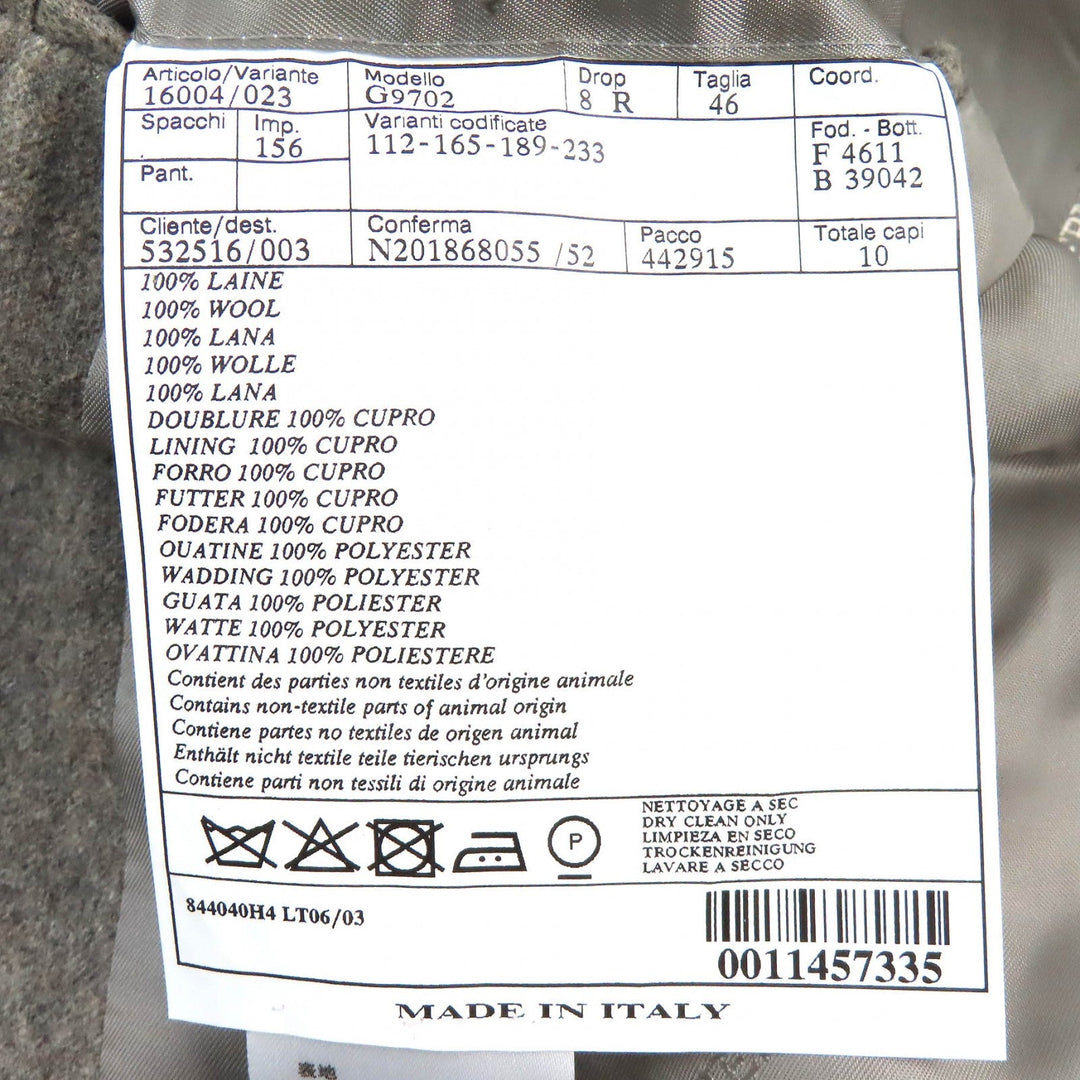 Articolo/Variante Modello Drop Taglia Coord.
16004/023 G9702 8 R 46
Spacchi Imp. Varianti codificate Fod. - Bott.
156 112-165-189-233 F 4611
Pant. B 39042
Cliente/dest. Conferma Pacco Totale capi
532516/003 N201868055 /52 442915 10
100% LAINE
100% WOOL
100% LANA
100% WOLLE
100% LANA
DOUBLURE 100% CUPRO
LINING 100% CUPRO
FORRO 100% CUPRO
FUTTER 100% CUPRO
FODERA 100% CUPRO
OUATINE 100% POLYESTER
WADDING 100% POLYESTER
GUATA 100% POLIESTER
WATTE 100% POLYESTER
OVATTINA 100% POLIESTERE
Contient des parties non textiles d'origine animale
Contains non-textile parts of animal origin
Contiene partes no textiles de origen animal
Enthält nicht textile teile tierischen ursprungs
Contiene parti non tessili di origine animale
NETTOYAGE A SEC
DRY CLEAN ONLY
LIMPIEZA EN SECO
TROCKENREINIGUNG
LAVARE A SECCO
P
844040H4 LT06/03
0011457335
MADE IN ITALY
表地